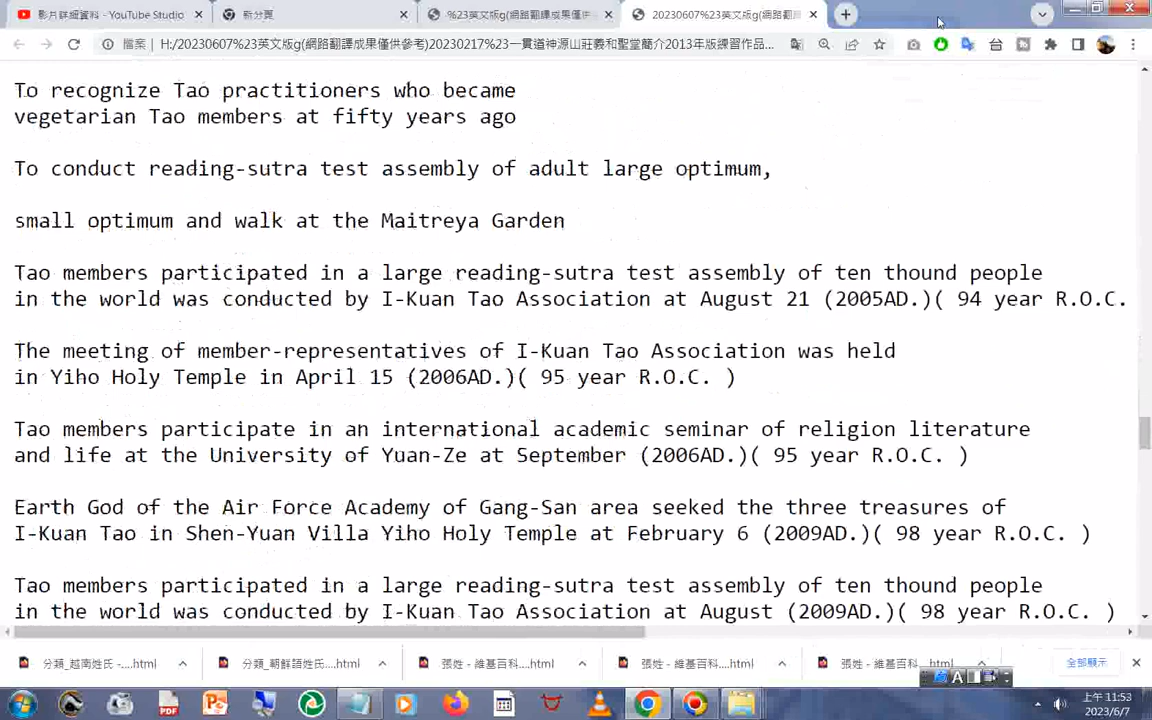 影片詳細資料 - YouTube Studio
新分頁
%23英文版g(網路翻譯成果僅供
20230607%23英文版g(網路翻
檔案 | H:/20230607%23英文版g(網路翻譯成果僅供參考)20230217%23一貫道神源山莊義和聖堂簡介2013年版練習作品...
To recognize Tao practitioners who became
vegetarian Tao members at fifty years ago
To conduct reading-sutra test assembly of adult large optimum,
small optimum and walk at the Maitreya Garden
Tao members participated in a large reading-sutra test assembly of ten thound people
in the world was conducted by I-Kuan Tao Association at August 21 (2005AD.)( 94 year R.O.C.
The meeting of member-representatives of I-Kuan Tao Association was held
in Yiho Holy Temple in April 15 (2006AD.)( 95 year R.O.C. )
Tao members participate in an international academic seminar of religion literature
and life at the University of Yuan-Ze at September (2006AD.)( 95 year R.O.C. )
Earth God of the Air Force Academy of Gang-San area seeked the three treasures of
I-Kuan Tao in Shen-Yuan Villa Yiho Holy Temple at February 6 (2009AD.)( 98 year R.O.C. )
Tao members participated in a large reading-sutra test assembly of ten thound people
in the world was conducted by I-Kuan Tao Association at August (2009AD.)( 98 year R.O.C. )
分類_越南姓氏 -....html
分類_朝鮮語姓氏....html
張姓 - 維基百科....html
張姓 - 維基百科....html
張姓 - 維基百科....html
全部顯示
A
上午 11:53
2023/6/7